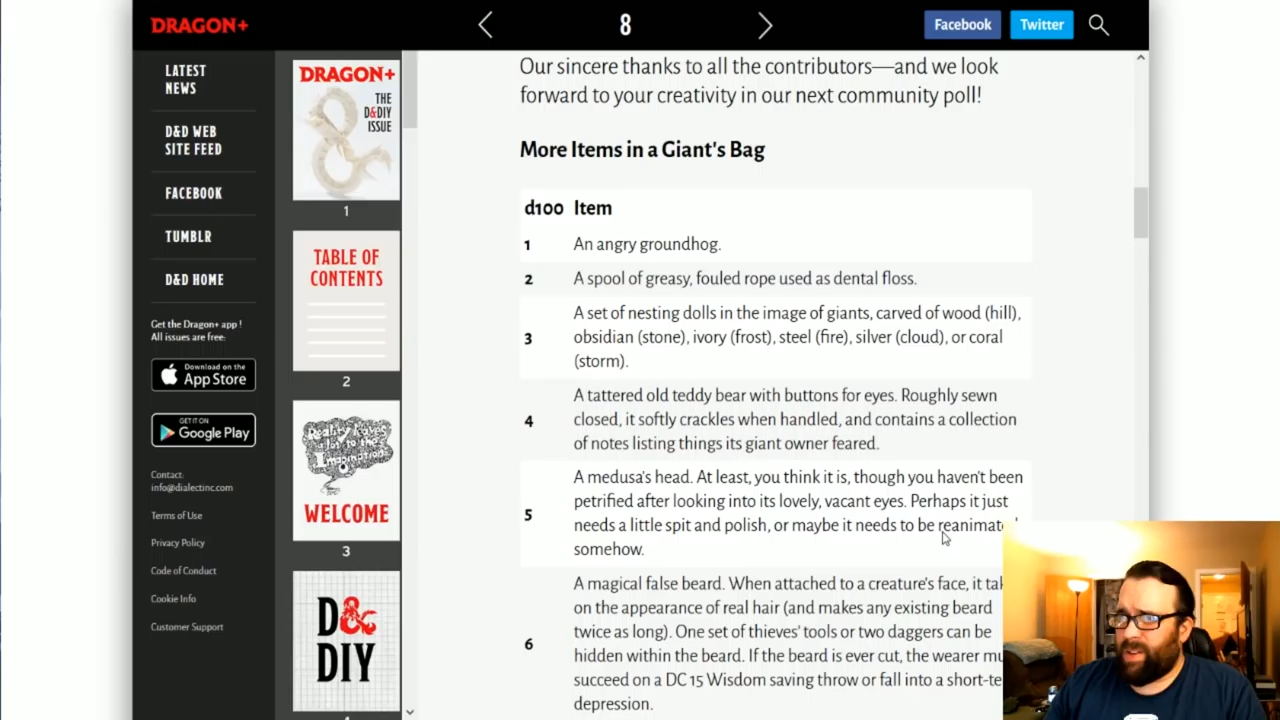 DRAGON+
8
Facebook
Twitter
LATEST
NEWS
D&D WEB
SITE FEED
FACEBOOK
TUMBLR
D&D HOME
Get the Dragon+ app !
All issues are free:
Download on the
App Store
GET IT ON
Google Play
Contact:
info@dialectinc.com
Terms of Use
Privacy Policy
Code of Conduct
Cookie Info
Customer Support
DRAGON+
THE
D&DIY
ISSUE
1
TABLE OF
CONTENTS
2
Reality leaves
a lot to the
Imagination
WELCOME
3
D&
DIY
Our sincere thanks to all the contributors—and we look
forward to your creativity in our next community poll!
More Items in a Giant's Bag
d100 Item
1 An angry groundhog.
2 A spool of greasy, fouled rope used as dental floss.
A set of nesting dolls in the image of giants, carved of wood (hill),
3 obsidian (stone), ivory (frost), steel (fire), silver (cloud), or coral
(storm).
A tattered old teddy bear with buttons for eyes. Roughly sewn
4 closed, it softly crackles when handled, and contains a collection
of notes listing things its giant owner feared.
A medusa's head. At least, you think it is, though you haven't been
petrified after looking into its lovely, vacant eyes. Perhaps it just
5 needs a little spit and polish, or maybe it needs to be reanimate
somehow.
A magical false beard. When attached to a creature's face, it tak
on the appearance of real hair (and makes any existing beard
twice as long). One set of thieves' tools or two daggers can be
6 hidden within the beard. If the beard is ever cut, the wearer mu
succeed on a DC 15 Wisdom saving throw or fall into a short-te
depression.